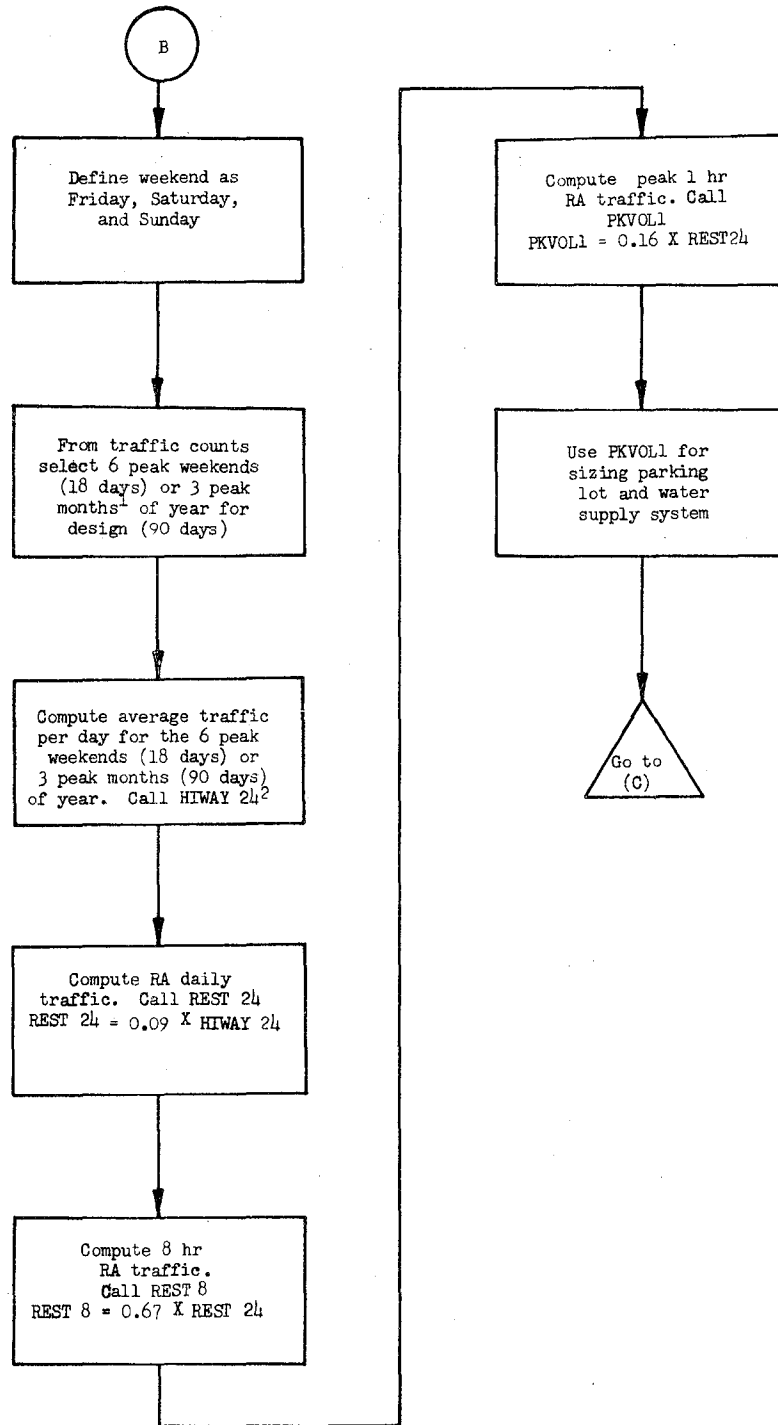 B
Define weekend as
Friday, Saturday,
and Sunday
From traffic counts
select 6 peak weekends
(18 days) or 3 peak
months¹ of year for
design (90 days)
Compute average traffic
per day for the 6 peak
weekends (18 days) or
3 peak months (90 days)
of year. Call HIWAY 24²
Compute RA daily
traffic. Call REST 24
REST 24 = 0.09 X HIWAY 24
Compute 8 hr
RA traffic.
Call REST 8
REST 8 = 0.67 X REST 24
Compute peak 1 hr
RA traffic. Call
PKVOL1
PKVOL1 = 0.16 X REST24
Use PKVOL1 for
sizing parking
lot and water
supply system
Go to
(C)